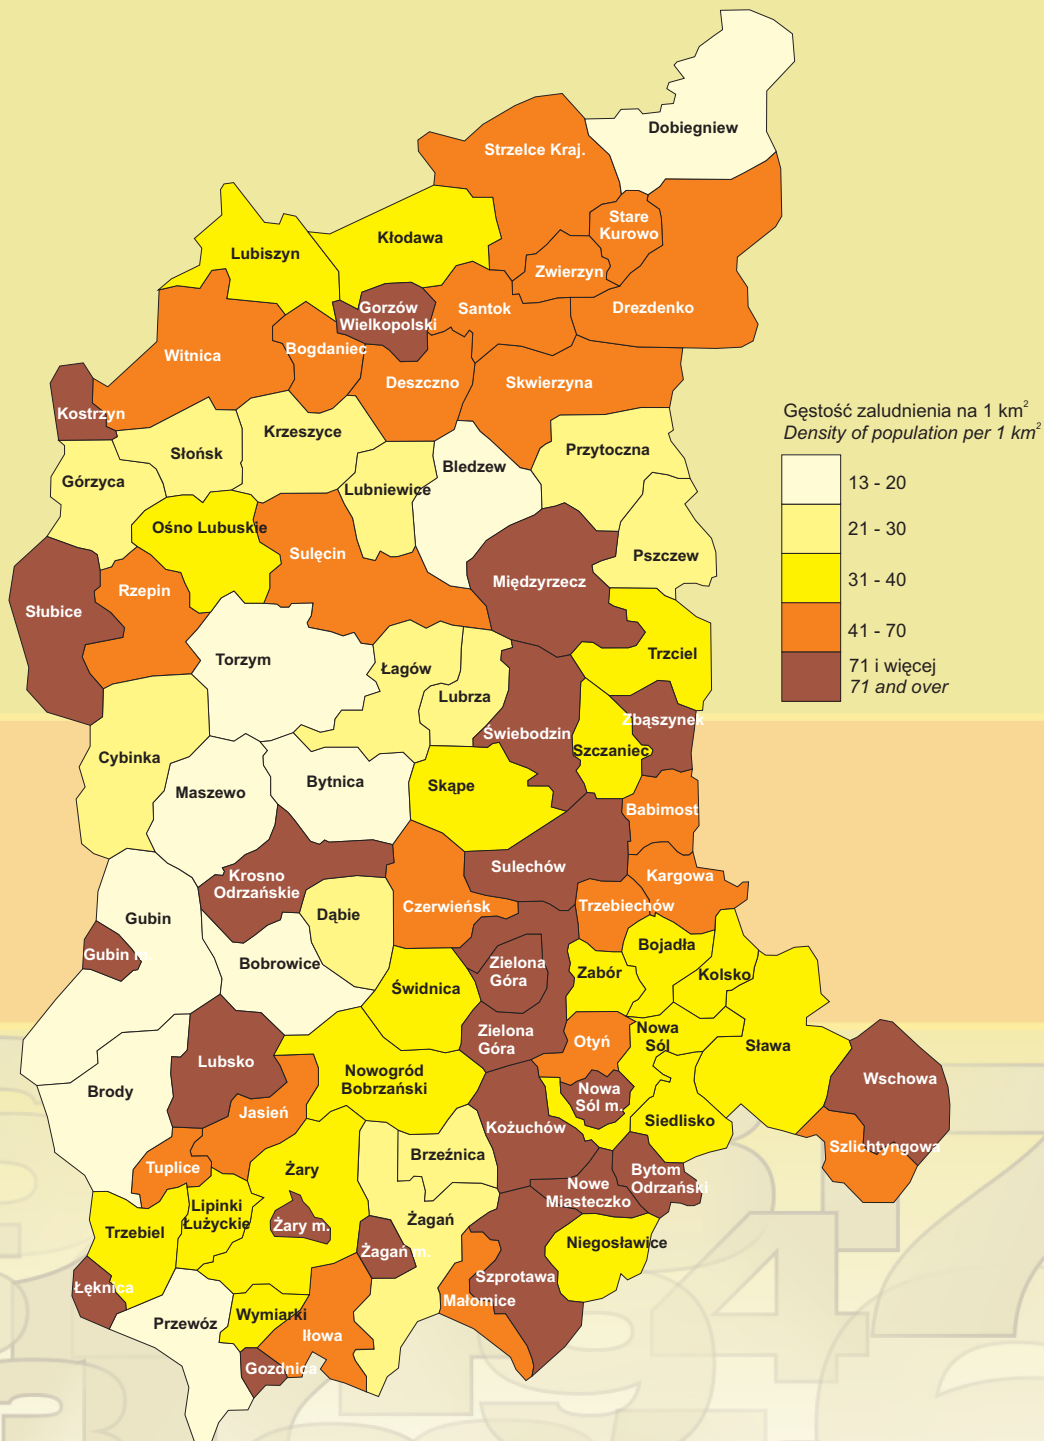 Dobiegniew
Strzelce Kraj.
Stare
Kurowo
Kłodawa
Lubiszyn
Zwierzyn
Gorzów
Wielkopolski
Santok
Drezdenko
Witnica
Bogdaniec
Deszczno
Skwierzyna
Kostrzyn
Krzeszyce
Słońsk
Przytoczna
Bledzew
Górzyca
Lubniewice
Ośno Lubuskie
Sulęcin
Pszczew
Międzyrzecz
Rzepin
Słubice
Torzym
Łagów
Trzciel
Lubrza
Zbąszynek
Świebodzin
Szczaniec
Cybinka
Bytnica
Skąpe
Maszewo
Babimost
Sulechów
Krosno
Odrzańskie
Kargowa
Czerwieńsk
Trzebiechów
Dąbie
Gubin
Bojadła
Gubin m.
Bobrowice
Zielona
Góra
Zabór
Kolsko
Świdnica
Zielona
Góra
Otyń
Nowa
Sól
Sława
Lubsko
Nowogród
Bobrzański
Wschowa
Brody
Nowa
Sól m.
Jasień
Kożuchów
Siedlisko
Szlichtyngowa
Brzeźnica
Tuplice
Żary
Bytom
Odrzański
Nowe
Miasteczko
Lipinki
Łużyckie
Żagań
Trzebiel
Żary m.
Żagań m.
Niegosławice
Szprotawa
Łęknica
Małomice
Przewóz
Wymiarki
Iłowa
Gozdnica
Gęstość zaludnienia na 1 km²
Density of population per 1 km²
13 - 20
21 - 30
31 - 40
41 - 70
71 i więcej
71 and over